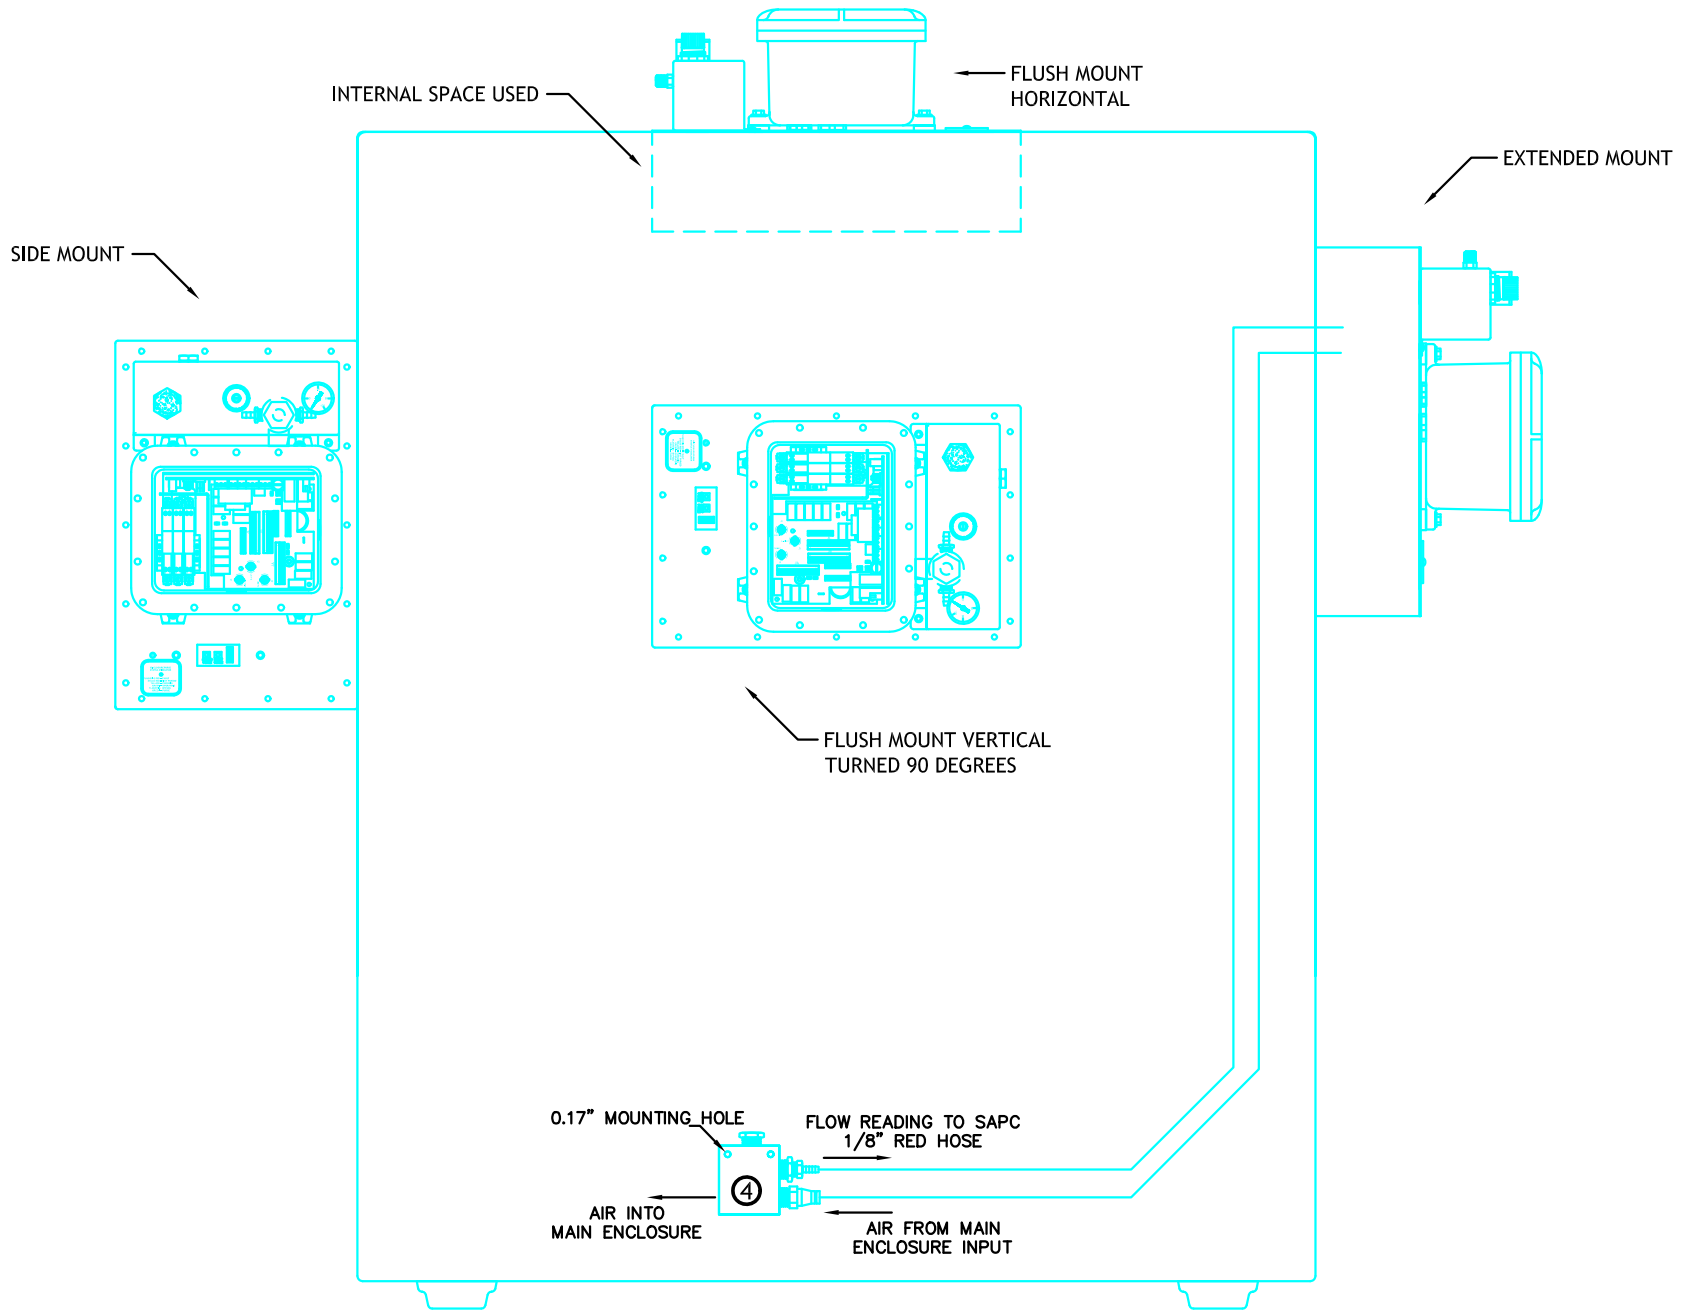 FLUSH MOUNT
HORIZONTAL
INTERNAL SPACE USED
EXTENDED MOUNT
SIDE MOUNT
FLUSH MOUNT VERTICAL
TURNED 90 DEGREES
0.17" MOUNTING HOLE
FLOW READING TO SAPC
1/8" RED HOSE
4
AIR INTO
MAIN ENCLOSURE
AIR FROM MAIN
ENCLOSURE INPUT